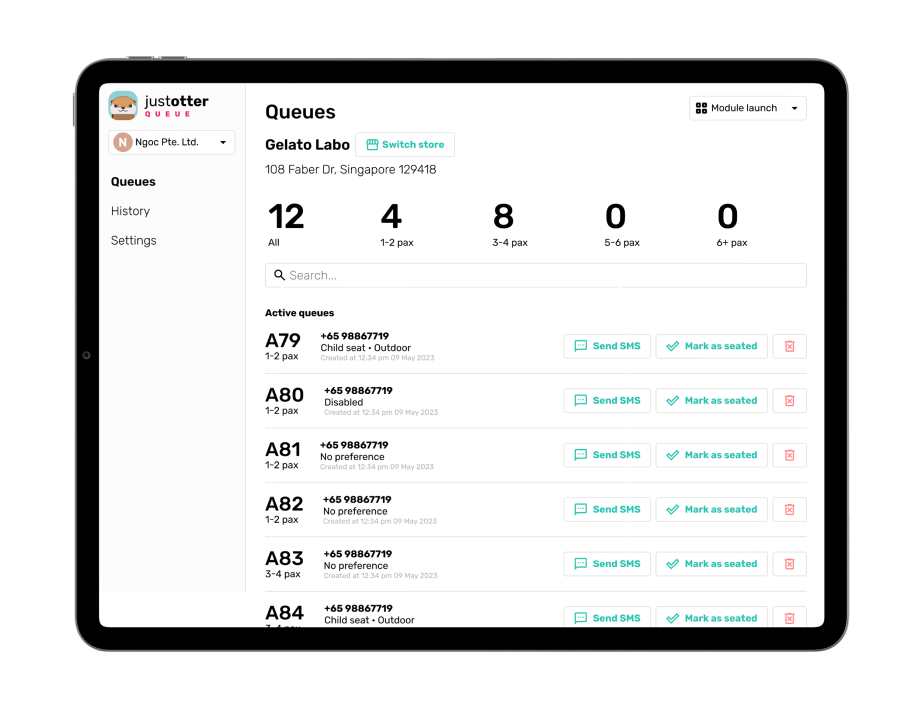 justotter
QUEUE
N Ngoc Pte. Ltd.
Queues
History
Settings
Queues
Module launch
Gelato Labo
Switch store
108 Faber Dr, Singapore 129418
12
All
4
1-2 pax
8
3-4 pax
0
5-6 pax
0
6+ pax
Search...
Active queues
A79
1-2 pax
+65 98867719
Child seat • Outdoor
Created at 12:34 pm 09 May 2023
Send SMS
Mark as seated
A80
1-2 pax
+65 98867719
Disabled
Created at 12:34 pm 09 May 2023
Send SMS
Mark as seated
A81
1-2 pax
+65 98867719
No preference
Created at 12:34 pm 09 May 2023
Send SMS
Mark as seated
A82
1-2 pax
+65 98867719
No preference
Created at 12:34 pm 09 May 2023
Send SMS
Mark as seated
A83
3-4 pax
+65 98867719
No preference
Created at 12:34 pm 09 May 2023
Send SMS
Mark as seated
A84
3-4 pax
+65 98867719
Child seat • Outdoor
Send SMS
Mark as seated